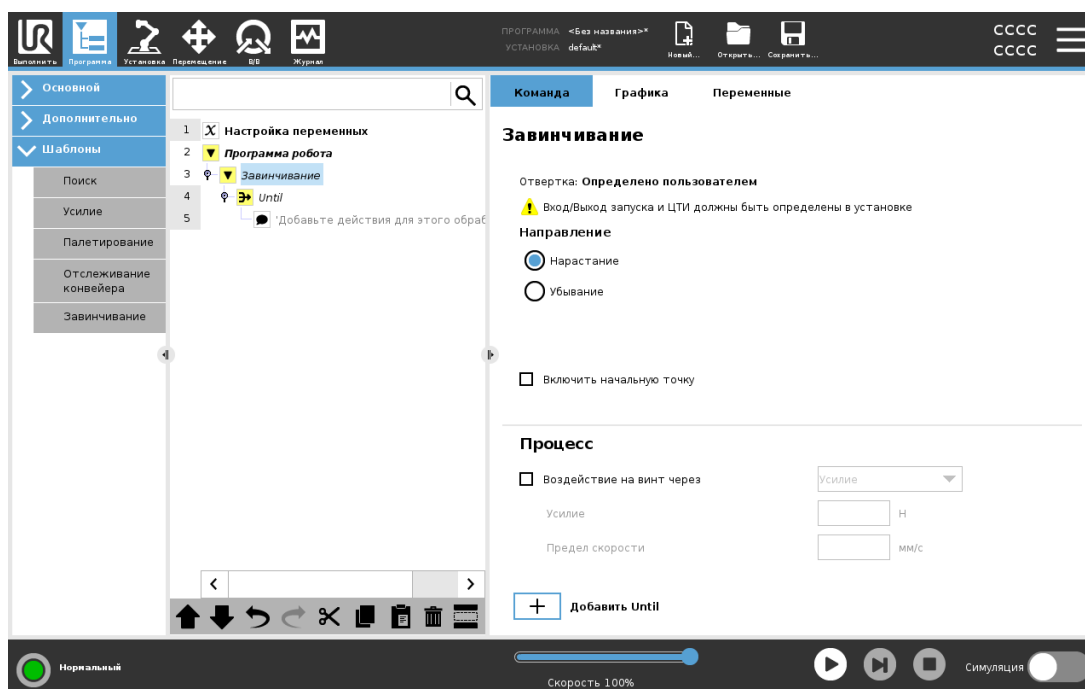 UR
Выполнить
Программа
Установка
Перемещение
В/В
Журнал
ПРОГРАММА <Без названия>*
УСТАНОВКА default*
Новый...
Открыть...
Сохранить...
CCCC
CCCC
Основной
Дополнительно
Шаблоны
Поиск
Усилие
Палетирование
Отслеживание
конвейера
Завинчивание
1 X Настройка переменных
2 Программа робота
3 Завинчивание
4 Until
5 'Добавьте действия для этого обраб
Команда
Графика
Переменные
Завинчивание
Отвертка: Определено пользователем
Вход/Выход запуска и ЦТИ должны быть определены в установке
Направление
Нарастание
Убывание
Включить начальную точку
Процесс
Воздействие на винт через
Усилие
Усилие
Н
Предел скорости
мм/с
+ Добавить Until
Нормальный
Скорость 100%
Симуляция